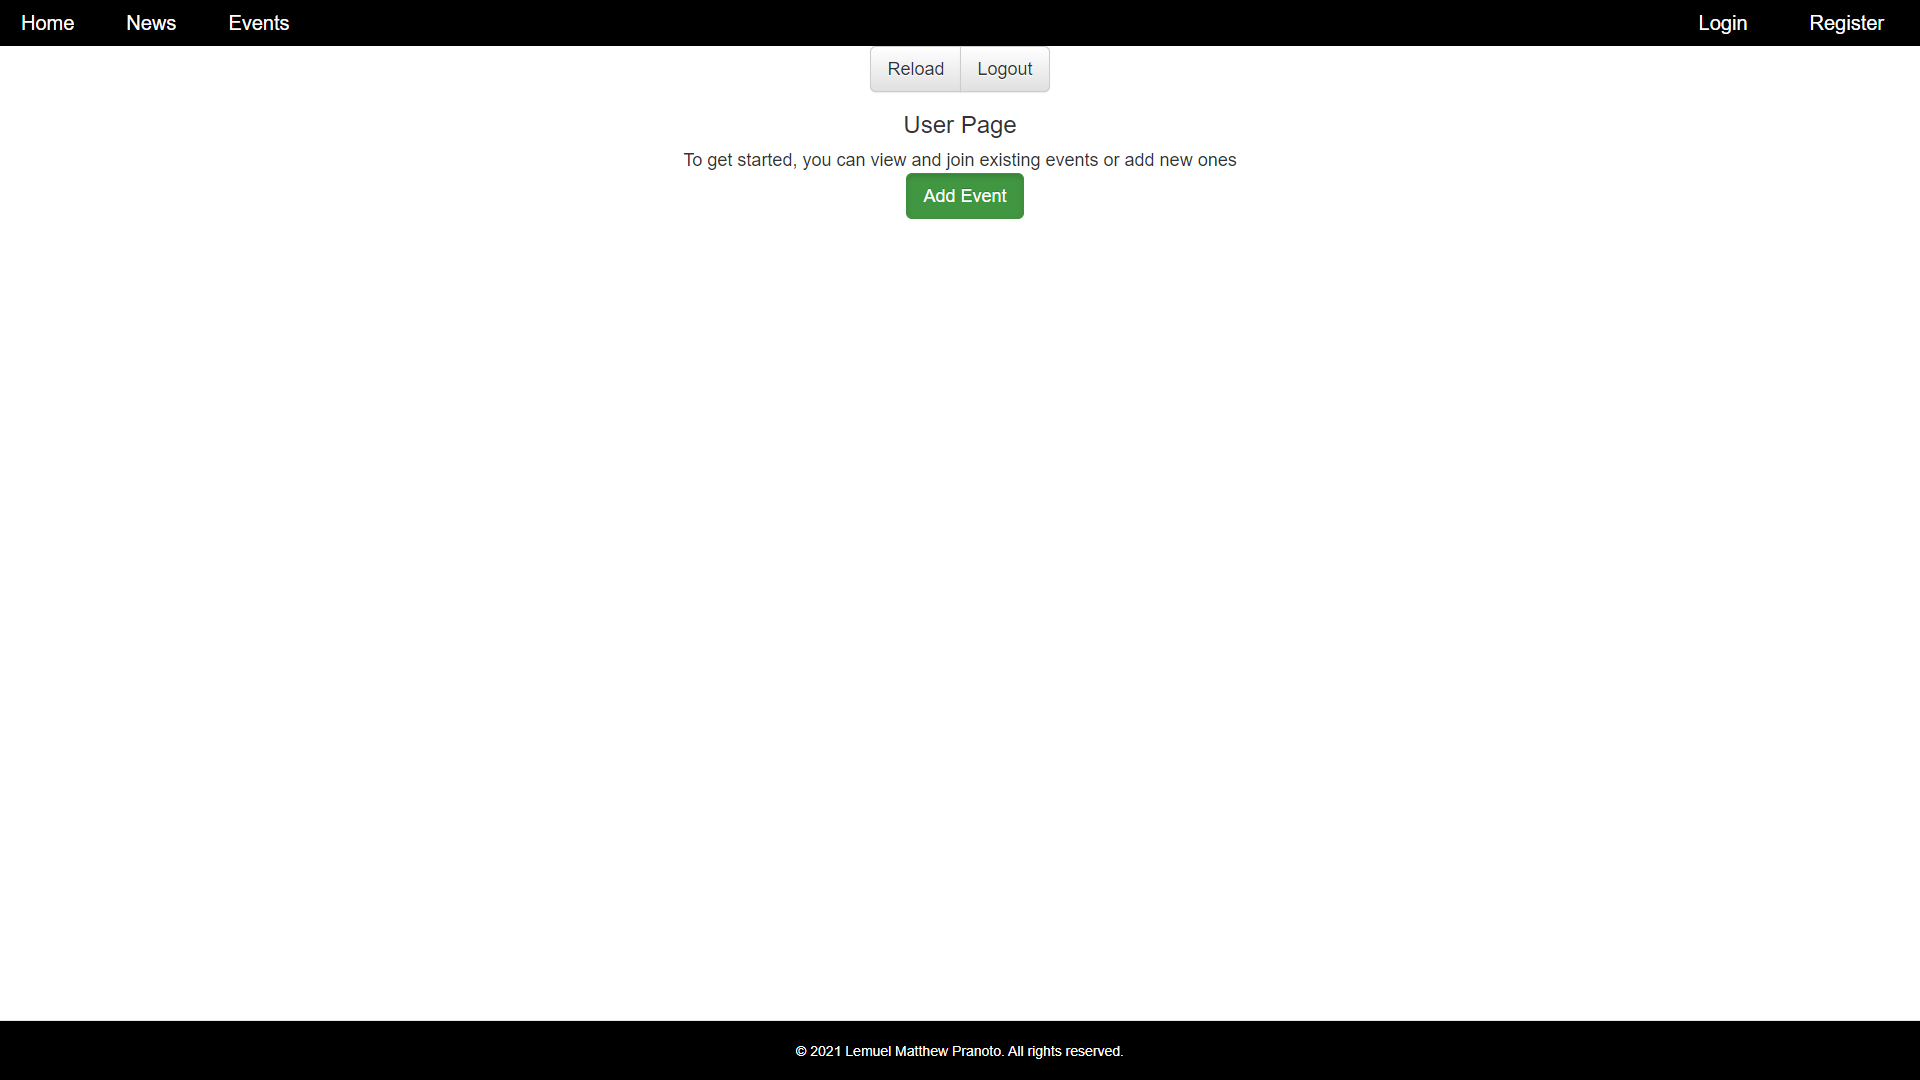 Home News Events Login Register
Reload Logout
User Page
To get started, you can view and join existing events or add new ones
Add Event
© 2021 Lemuel Matthew Pranoto. All rights reserved.